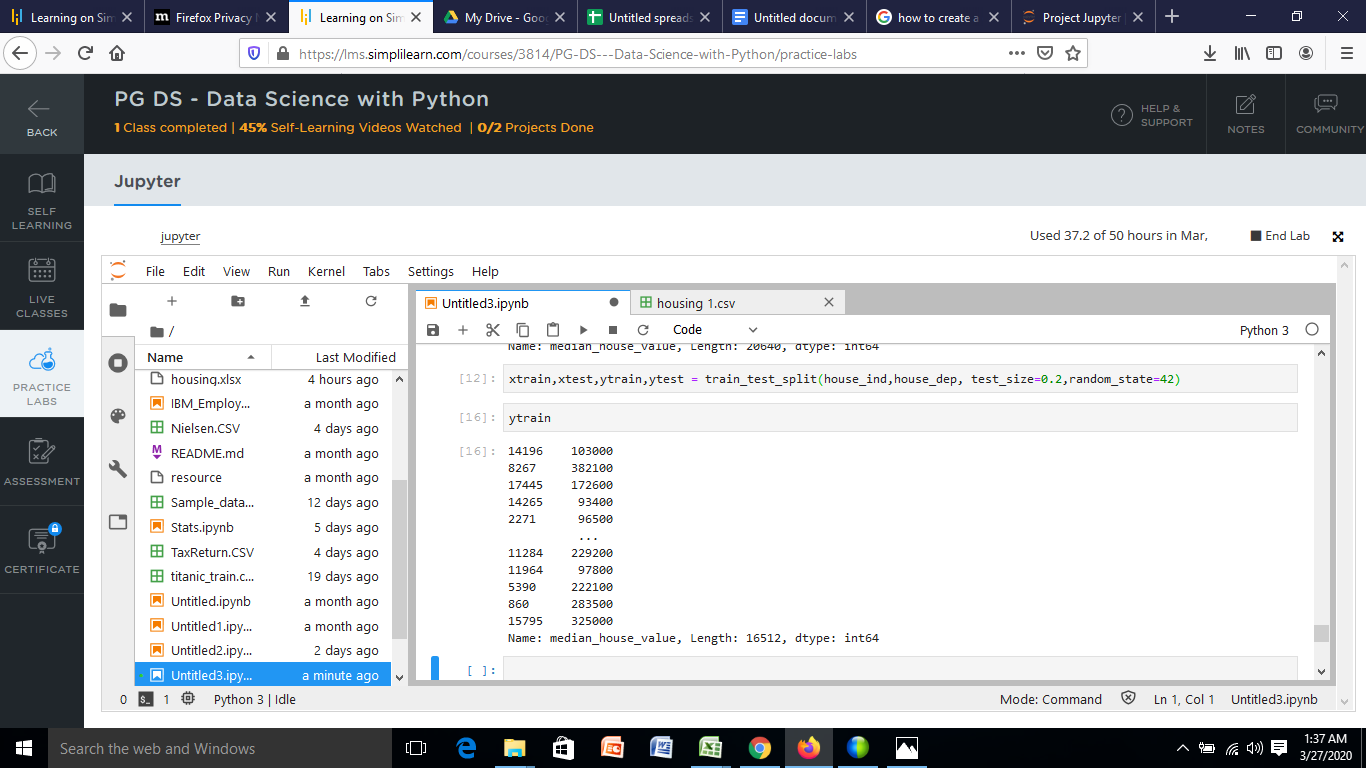 Learning on Sim
Firefox Privacy N
Learning on Sim
My Drive - Goo
Untitled spreads
Untitled docum
how to create a
Project Jupyter |
https://lms.simplilearn.com/courses/3814/PG-DS---Data-Science-with-Python/practice-labs
BACK
PG DS - Data Science with Python
1 Class completed | 45% Self-Learning Videos Watched | 0/2 Projects Done
HELP &
SUPPORT
NOTES
COMMUNITY
SELF
LEARNING
LIVE
CLASSES
PRACTICE
LABS
ASSESSMENT
CERTIFICATE
Jupyter
jupyter
Used 37.2 of 50 hours in Mar,
End Lab
File Edit View Run Kernel Tabs Settings Help
/
Name Last Modified
housing.xlsx 4 hours ago
IBM_Employ... a month ago
Nielsen.CSV 4 days ago
README.md a month ago
resource a month ago
Sample_data... 12 days ago
Stats.ipynb 5 days ago
TaxReturn.CSV 4 days ago
titanic_train.c... 19 days ago
Untitled.ipynb a month ago
Untitled1.ipy... a month ago
Untitled2.ipy... 2 days ago
Untitled3.ipy... a minute ago
Untitled3.ipynb
housing 1.csv
Code
Python 3
Name: median_house_value, Length: 20640, dtype: int64
[12]: xtrain,xtest,ytrain,ytest = train_test_split(house_ind,house_dep, test_size=0.2,random_state=42)
[16]: ytrain
[16]: 14196 103000
8267 382100
17445 172600
14265 93400
2271 96500
...
11284 229200
11964 97800
5390 222100
860 283500
15795 325000
Name: median_house_value, Length: 16512, dtype: int64
[ ]:
0 1 Python 3 | Idle
Mode: Command Ln 1, Col 1 Untitled3.ipynb
Search the web and Windows
1:37 AM
3/27/2020